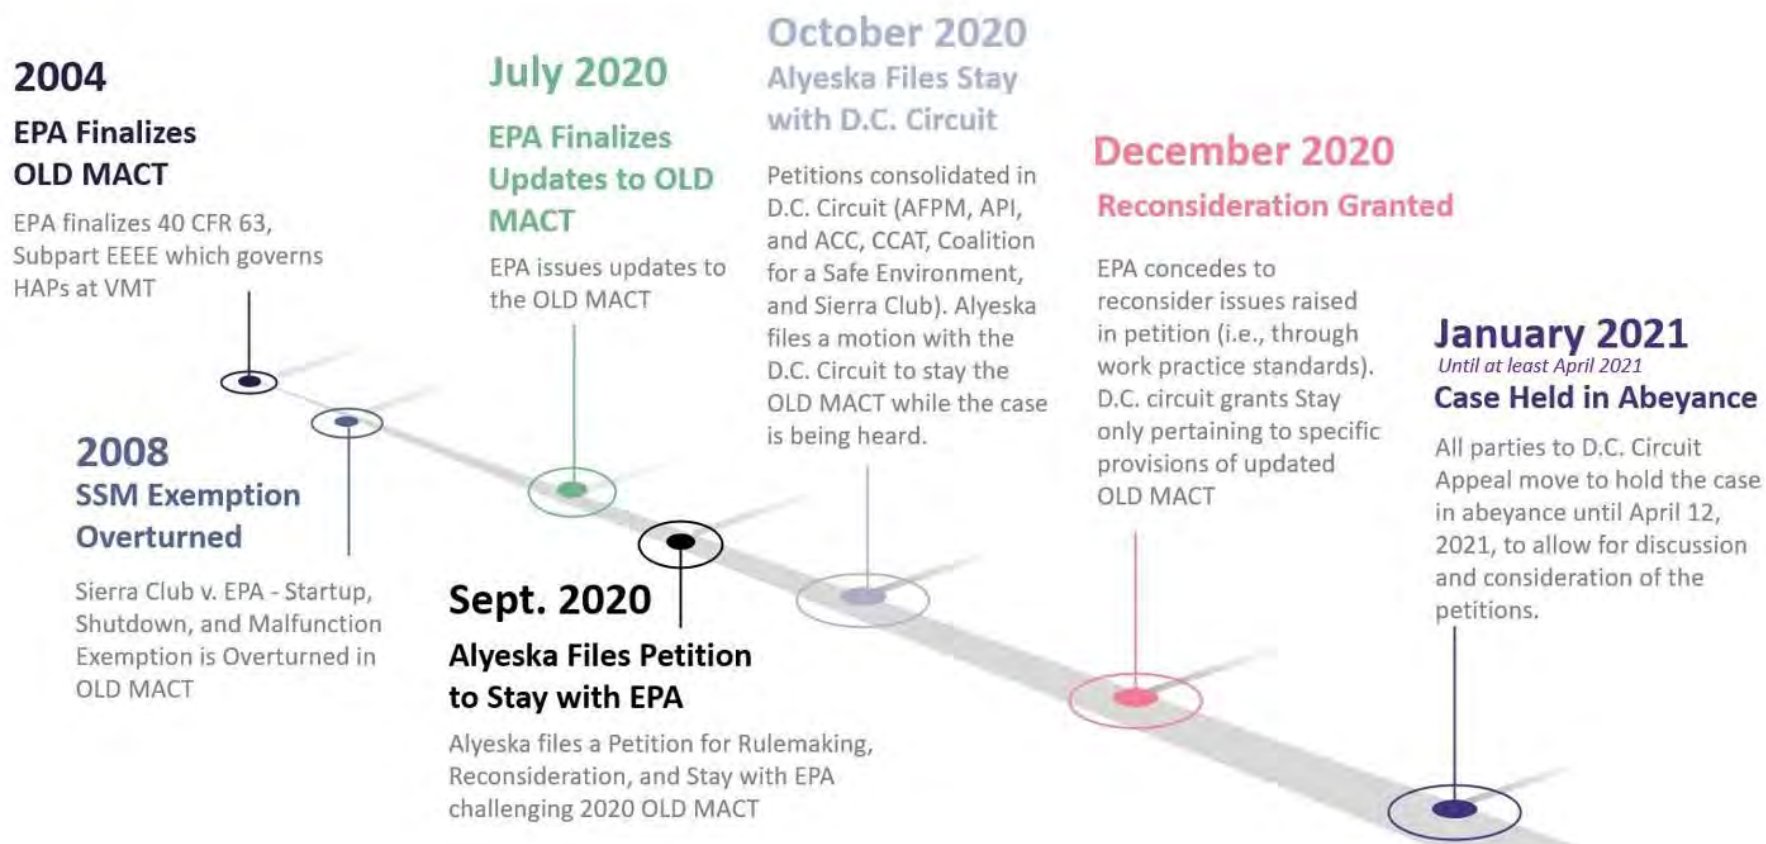 2004
EPA Finalizes
OLD MACT
EPA finalizes 40 CFR 63,
Subpart EEEE which governs
HAPs at VMT
2008
SSM Exemption
Overturned
Sierra Club v. EPA - Startup,
Shutdown, and Malfunction
Exemption is Overturned in
OLD MACT
July 2020
EPA Finalizes
Updates to OLD
MACT
EPA issues updates to
the OLD MACT
Sept. 2020
Alyeska Files Petition
to Stay with EPA
Alyeska files a Petition for Rulemaking,
Reconsideration, and Stay with EPA
challenging 2020 OLD MACT
October 2020
Alyeska Files Stay
with D.C. Circuit
Petitions consolidated in
D.C. Circuit (AFPM, API,
and ACC, CCAT, Coalition
for a Safe Environment,
and Sierra Club). Alyeska
files a motion with the
D.C. Circuit to stay the
OLD MACT while the case
is being heard.
December 2020
Reconsideration Granted
EPA concedes to
reconsider issues raised
in petition (i.e., through
work practice standards).
D.C. circuit grants Stay
only pertaining to specific
provisions of updated
OLD MACT
January 2021
Until at least April 2021
Case Held in Abeyance
All parties to D.C. Circuit
Appeal move to hold the case
in abeyance until April 12,
2021, to allow for discussion
and consideration of the
petitions.